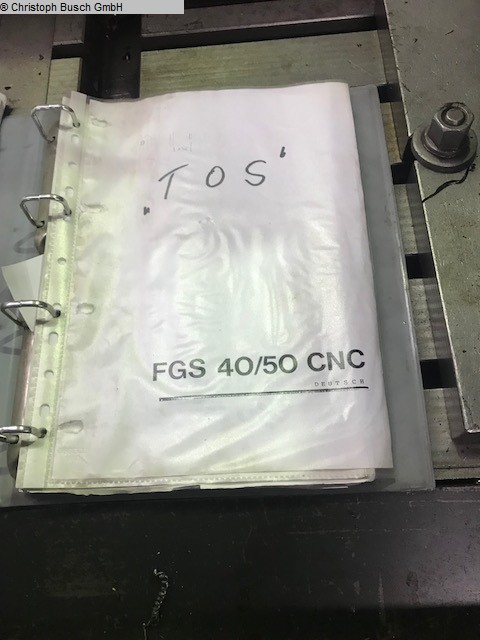 © Christoph Busch GmbH
"TOS"
FGS 40/50 CNC
DEUTSCH